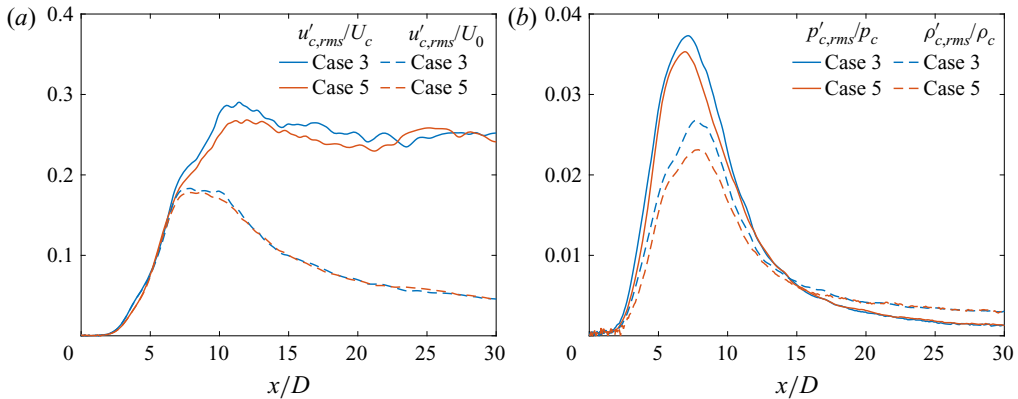 (a)
u′c,rms/Uc u′c,rms/U0
Case 3 Case 3
Case 5 Case 5
0.4
0.3
0.2
0.1
0 5 10 15 20 25 30
x/D
(b)
p′c,rms/pc ρ′c,rms/ρc
Case 3 Case 3
Case 5 Case 5
0.04
0.03
0.02
0.01
0 5 10 15 20 25 30
x/D